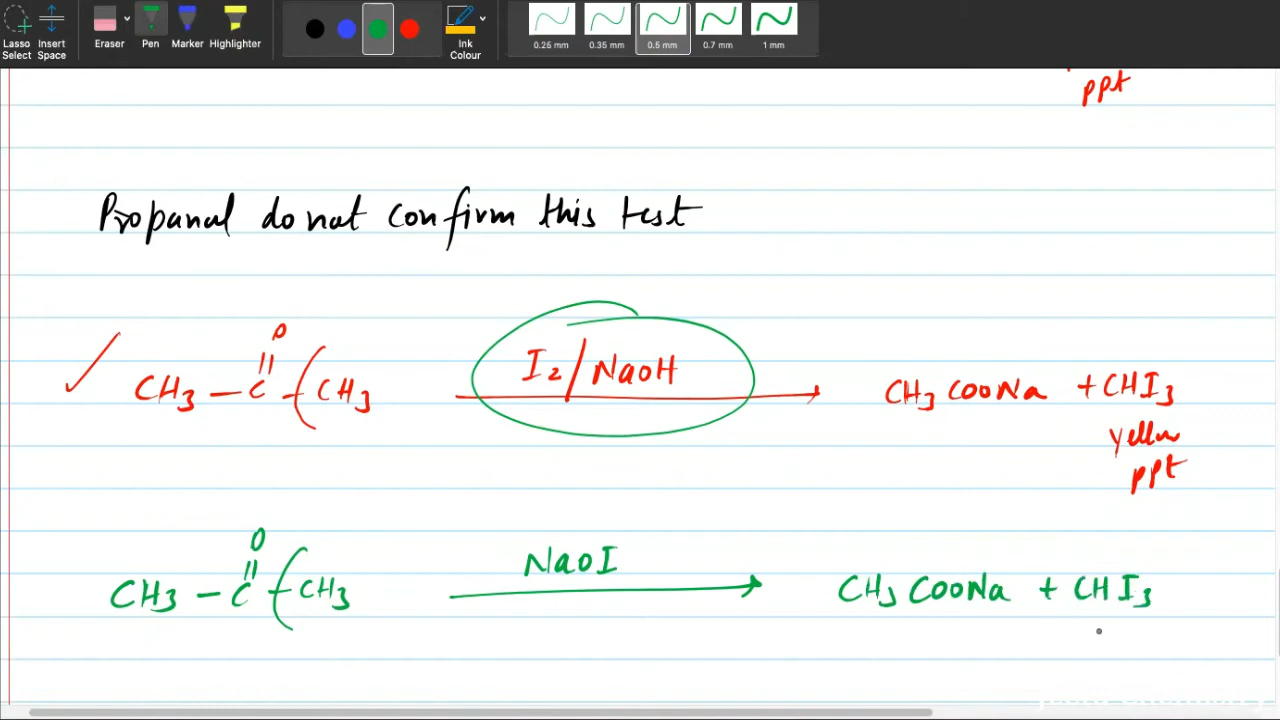 Lasso Select
Insert Space
Eraser
Pen
Marker
Highlighter
Ink Colour
0.25 mm
0.35 mm
0.5 mm
0.7 mm
1 mm
ppt
Propanal do not confirm this test
O
CH3 — C — CH3
I2/NaOH
CH3COONa + CHI3
yellow
ppt
O
CH3 — C — CH3
NaOI
CH3COONa + CHI3